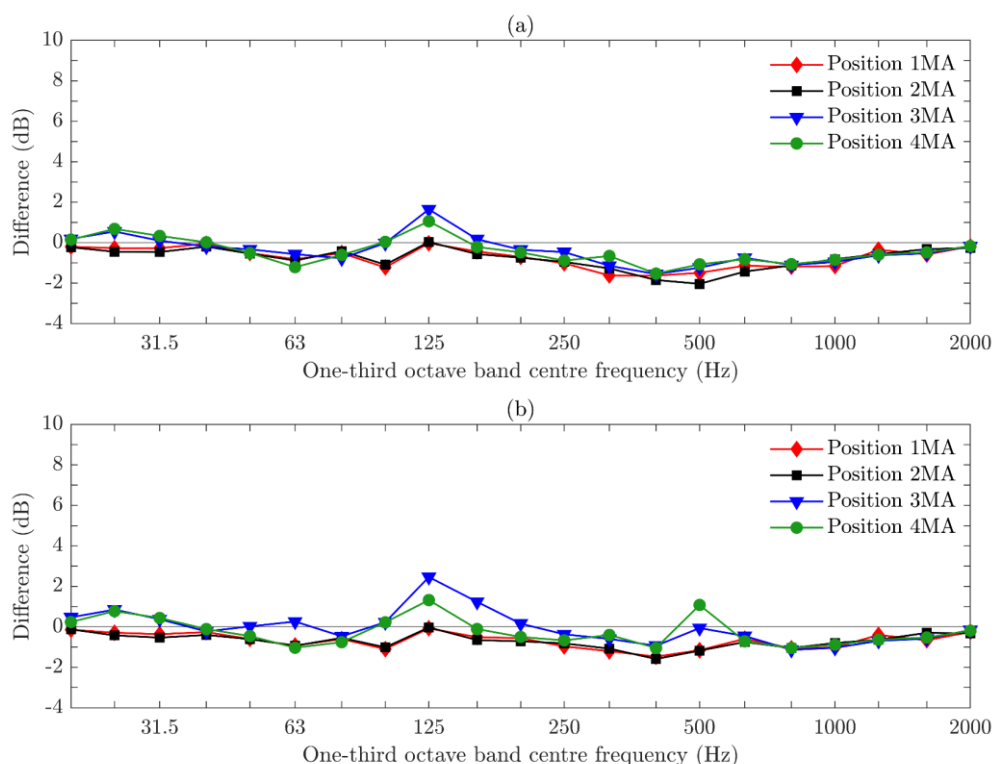 (a)
10
8
6
4
2
0
-2
-4
Difference (dB)
Position 1MA
Position 2MA
Position 3MA
Position 4MA
31.5 63 125 250 500 1000 2000
One-third octave band centre frequency (Hz)
(b)
10
8
6
4
2
0
-2
-4
Difference (dB)
Position 1MA
Position 2MA
Position 3MA
Position 4MA
31.5 63 125 250 500 1000 2000
One-third octave band centre frequency (Hz)